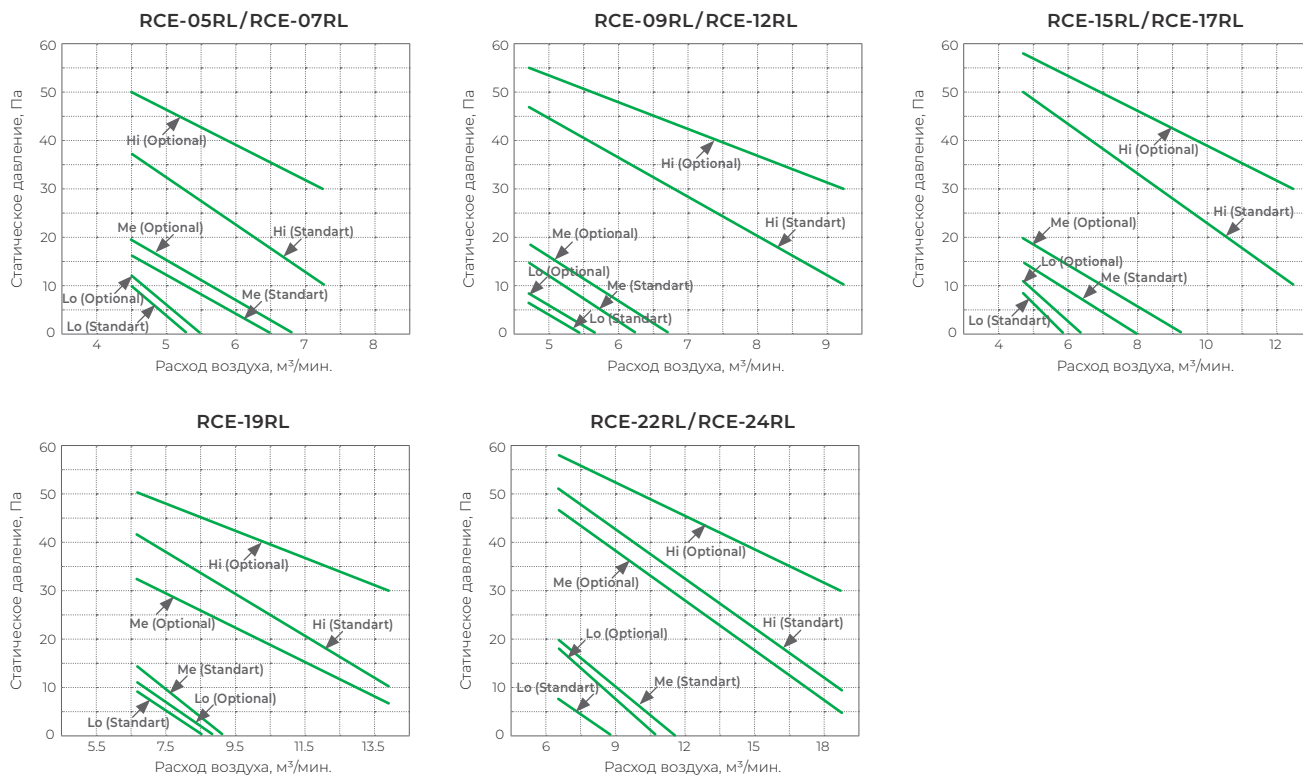 RCE-05RL/RCE-07RL
60
50
40
30
20
10
0
4
5
6
7
8
Статическое давление, Па
Расход воздуха, м³/мин.
Hi (Optional)
Hi (Standart)
Me (Optional)
Me (Standart)
Lo (Optional)
Lo (Standart)
RCE-09RL/RCE-12RL
60
50
40
30
20
10
0
5
6
7
8
9
Статическое давление, Па
Расход воздуха, м³/мин.
Hi (Optional)
Hi (Standart)
Me (Optional)
Lo (Optional)
Me (Standart)
Lo (Standart)
RCE-15RL/RCE-17RL
60
50
40
30
20
10
0
4
6
8
10
12
Статическое давление, Па
Расход воздуха, м³/мин.
Hi (Optional)
Hi (Standart)
Me (Optional)
Lo (Optional)
Me (Standart)
Lo (Standart)
RCE-19RL
60
50
40
30
20
10
0
5.5
7.5
9.5
11.5
13.5
Статическое давление, Па
Расход воздуха, м³/мин.
Hi (Optional)
Me (Optional)
Hi (Standart)
Me (Standart)
Lo (Optional)
Lo (Standart)
RCE-22RL/RCE-24RL
60
50
40
30
20
10
0
6
9
12
15
18
Статическое давление, Па
Расход воздуха, м³/мин.
Hi (Optional)
Me (Optional)
Hi (Standart)
Lo (Optional)
Lo (Standart)
Me (Standart)